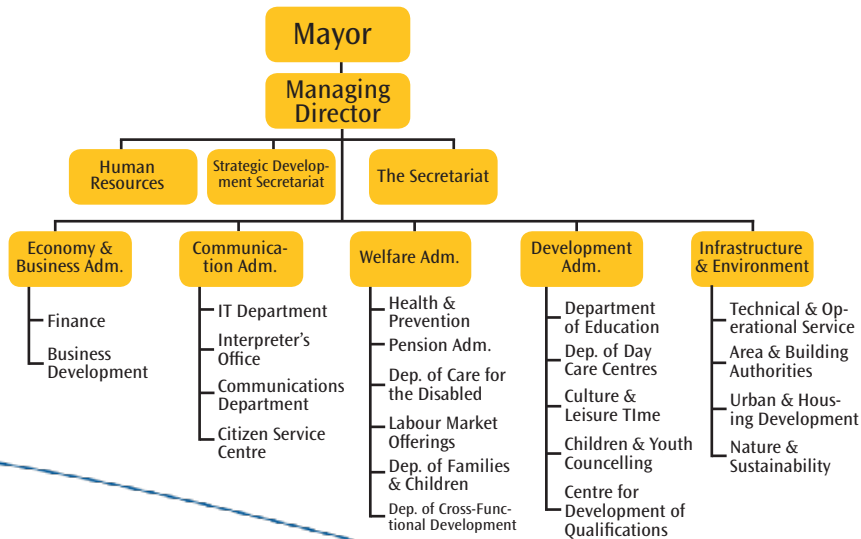 Mayor
Managing
Director
Human
Resources
Strategic Develop-
ment Secretariat
The Secretariat
Economy &
Business Adm.
Finance
Business
Development
Communica-
tion Adm.
IT Department
Interpreter's
Office
Communications
Department
Citizen Service
Centre
Welfare Adm.
Health &
Prevention
Pension Adm.
Dep. of Care for
the Disabled
Labour Market
Offerings
Dep. of Families
& Children
Dep. of Cross-Func-
tional Development
Development
Adm.
Department
of Education
Dep. of Day
Care Centres
Culture &
Leisure TIme
Children & Youth
Councelling
Centre for
Development of
Qualifications
Infrastructure
& Environment
Technical & Op-
erational Service
Area & Building
Authorities
Urban & Hous-
ing Development
Nature &
Sustainability